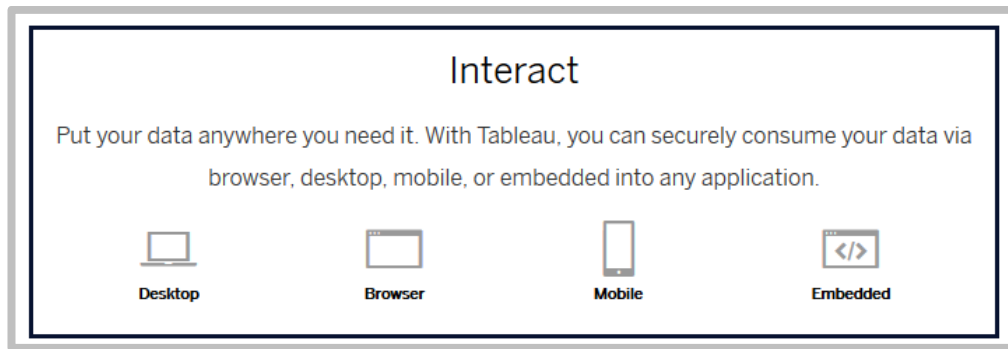 Interact
Put your data anywhere you need it. With Tableau, you can securely consume your data via
browser, desktop, mobile, or embedded into any application.
</>
Desktop Browser Mobile Embedded